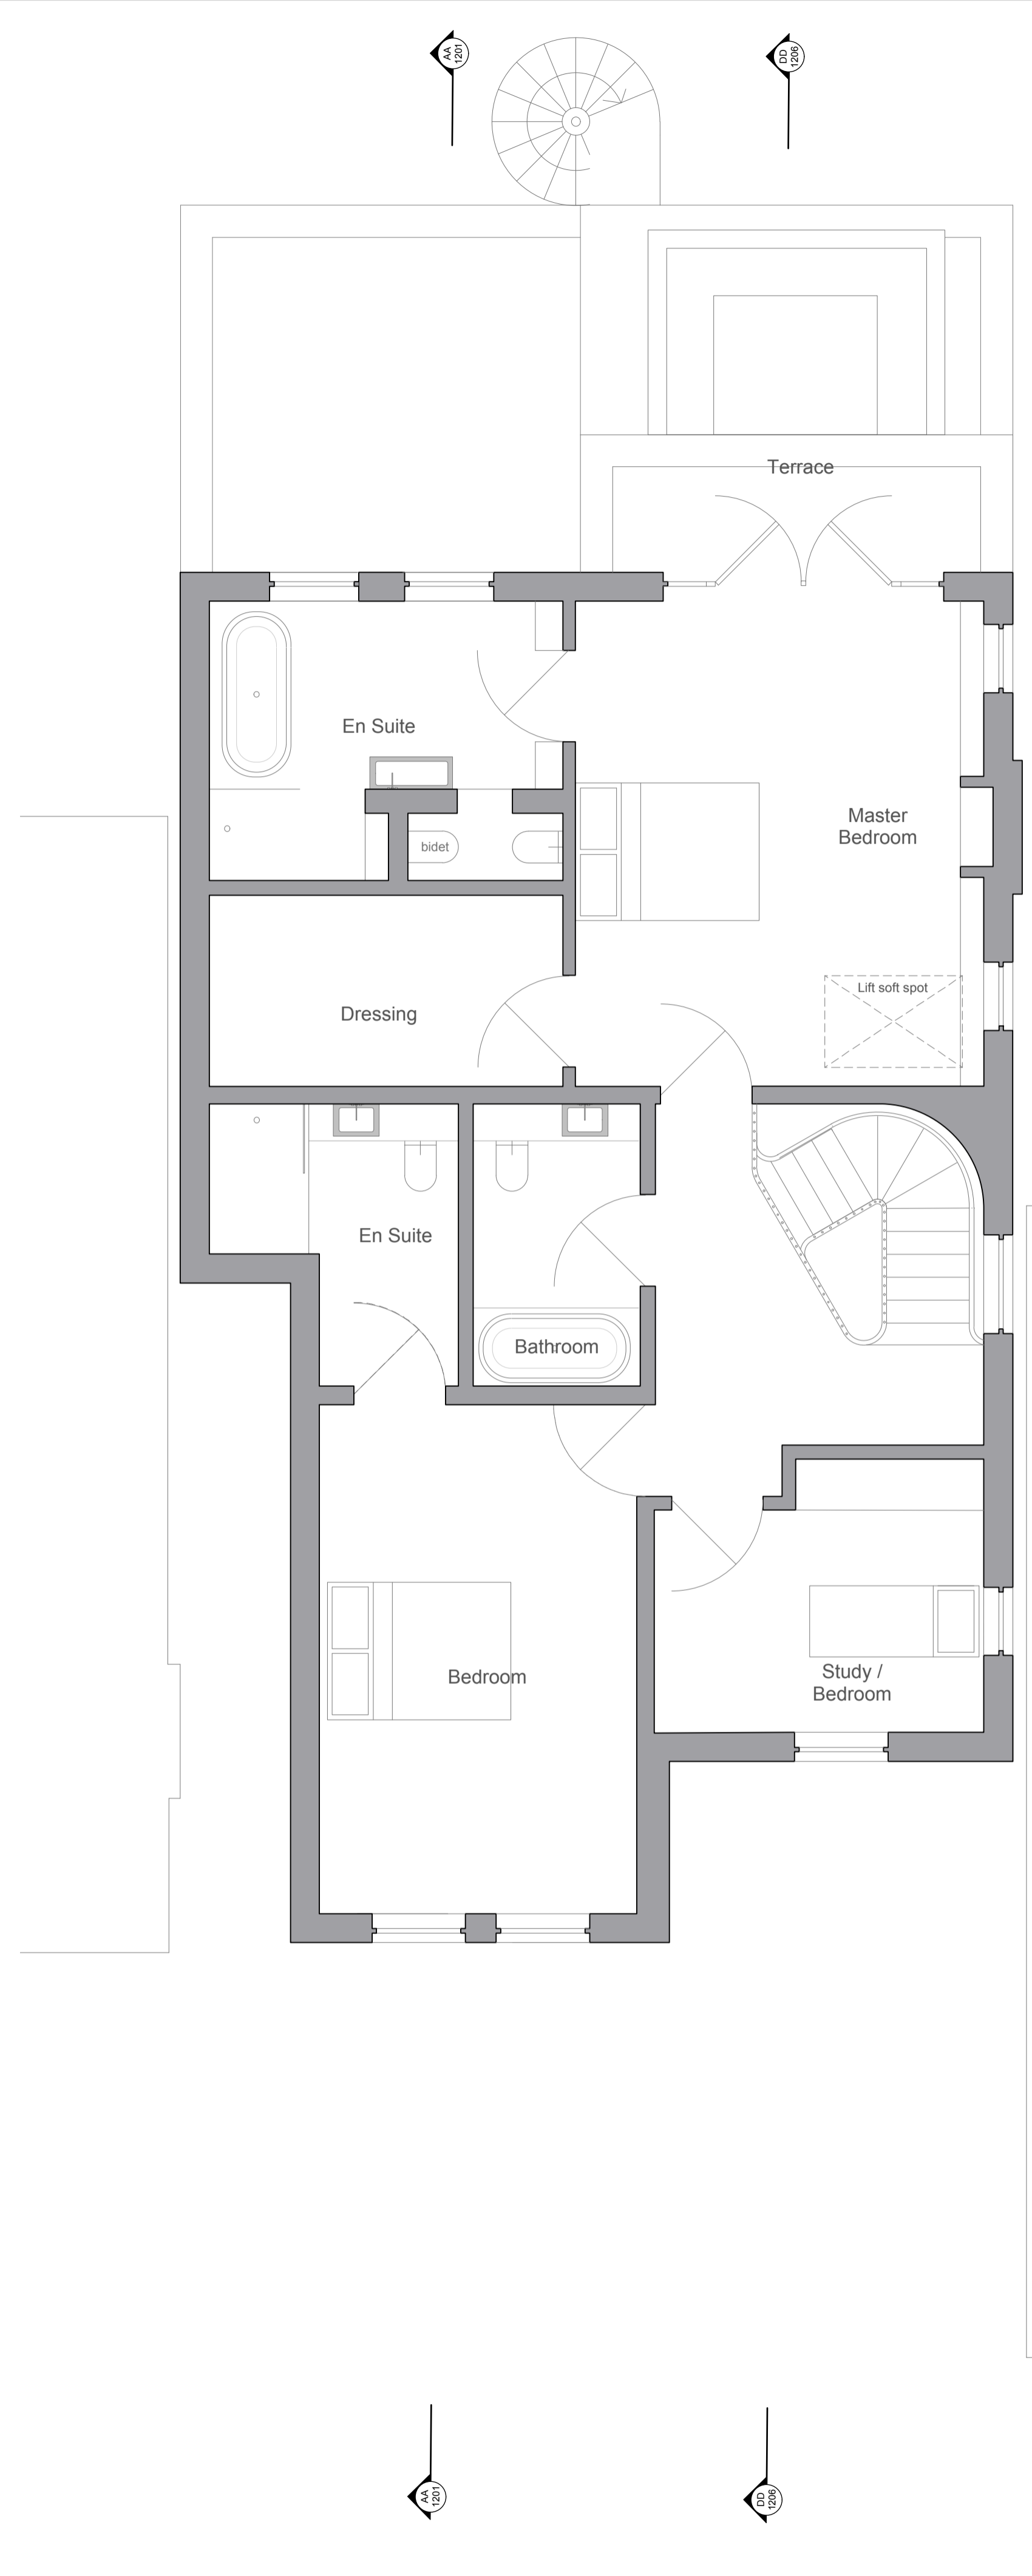 AA
1201
DD
1206
Terrace
En Suite
Master
Bedroom
bidet
Lift soft spot
Dressing
En Suite
Bathroom
Bedroom
Study /
Bedroom
AA
1201
DD
1206